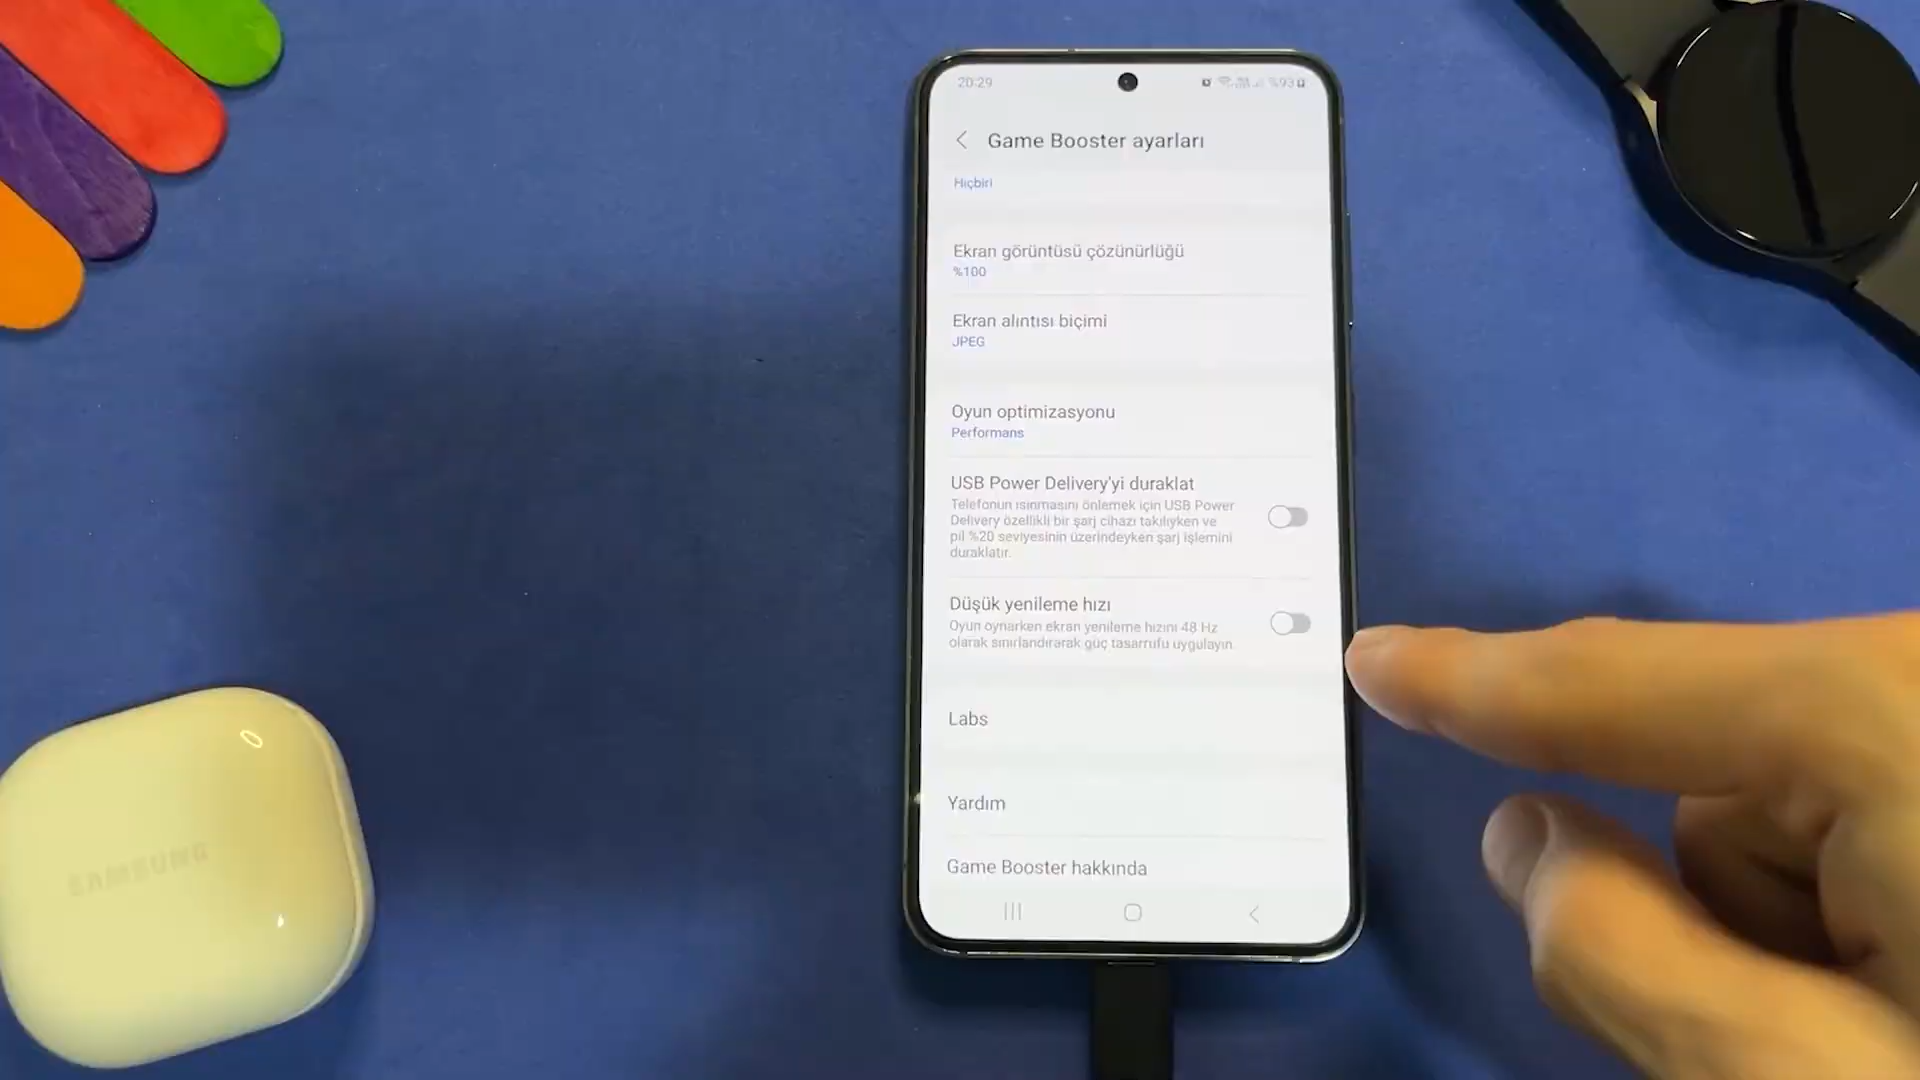 20:29
%93
Game Booster ayarları
Hiçbiri
Ekran görüntüsü çözünürlüğü
%100
Ekran alıntısı biçimi
JPEG
Oyun optimizasyonu
Performans
USB Power Delivery'yi duraklat
Telefonun ısınmasını önlemek için USB Power
Delivery özellikli bir şarj cihazı takılıyken ve
pil %20 seviyesinin üzerindeyken şarj işlemini
duraklatır.
Düşük yenileme hızı
Oyun oynarken ekran yenileme hızını 48 Hz
olarak sınırlandırarak güç tasarrufu uygulayın.
Labs
Yardım
Game Booster hakkında
SAMSUNG